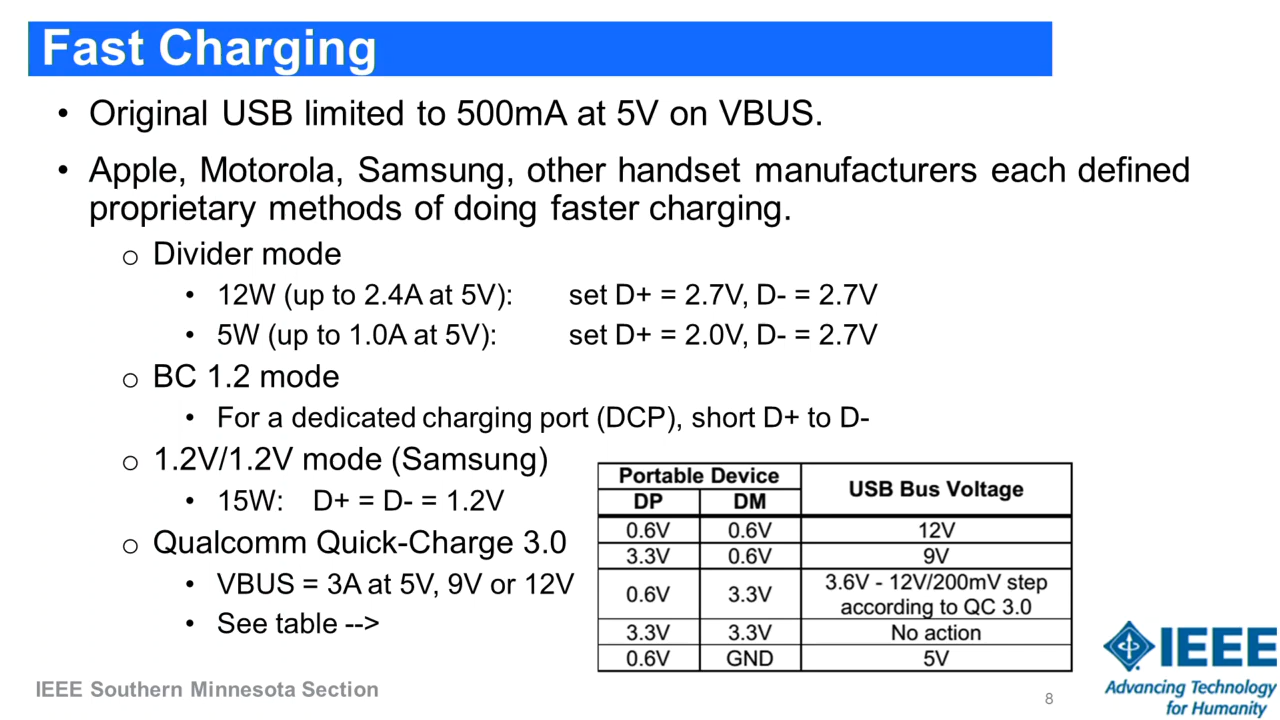 Fast Charging
• Original USB limited to 500mA at 5V on VBUS.
• Apple, Motorola, Samsung, other handset manufacturers each defined
proprietary methods of doing faster charging.
o Divider mode
• 12W (up to 2.4A at 5V): set D+ = 2.7V, D- = 2.7V
• 5W (up to 1.0A at 5V): set D+ = 2.0V, D- = 2.7V
o BC 1.2 mode
• For a dedicated charging port (DCP), short D+ to D-
o 1.2V/1.2V mode (Samsung)
• 15W: D+ = D- = 1.2V
o Qualcomm Quick-Charge 3.0
• VBUS = 3A at 5V, 9V or 12V
• See table -->
Portable Device USB Bus Voltage
DP DM
0.6V 0.6V 12V
3.3V 0.6V 9V
0.6V 3.3V 3.6V - 12V/200mV step
according to QC 3.0
3.3V 3.3V No action
0.6V GND 5V
IEEE Southern Minnesota Section
8
IEEE
Advancing Technology
for Humanity